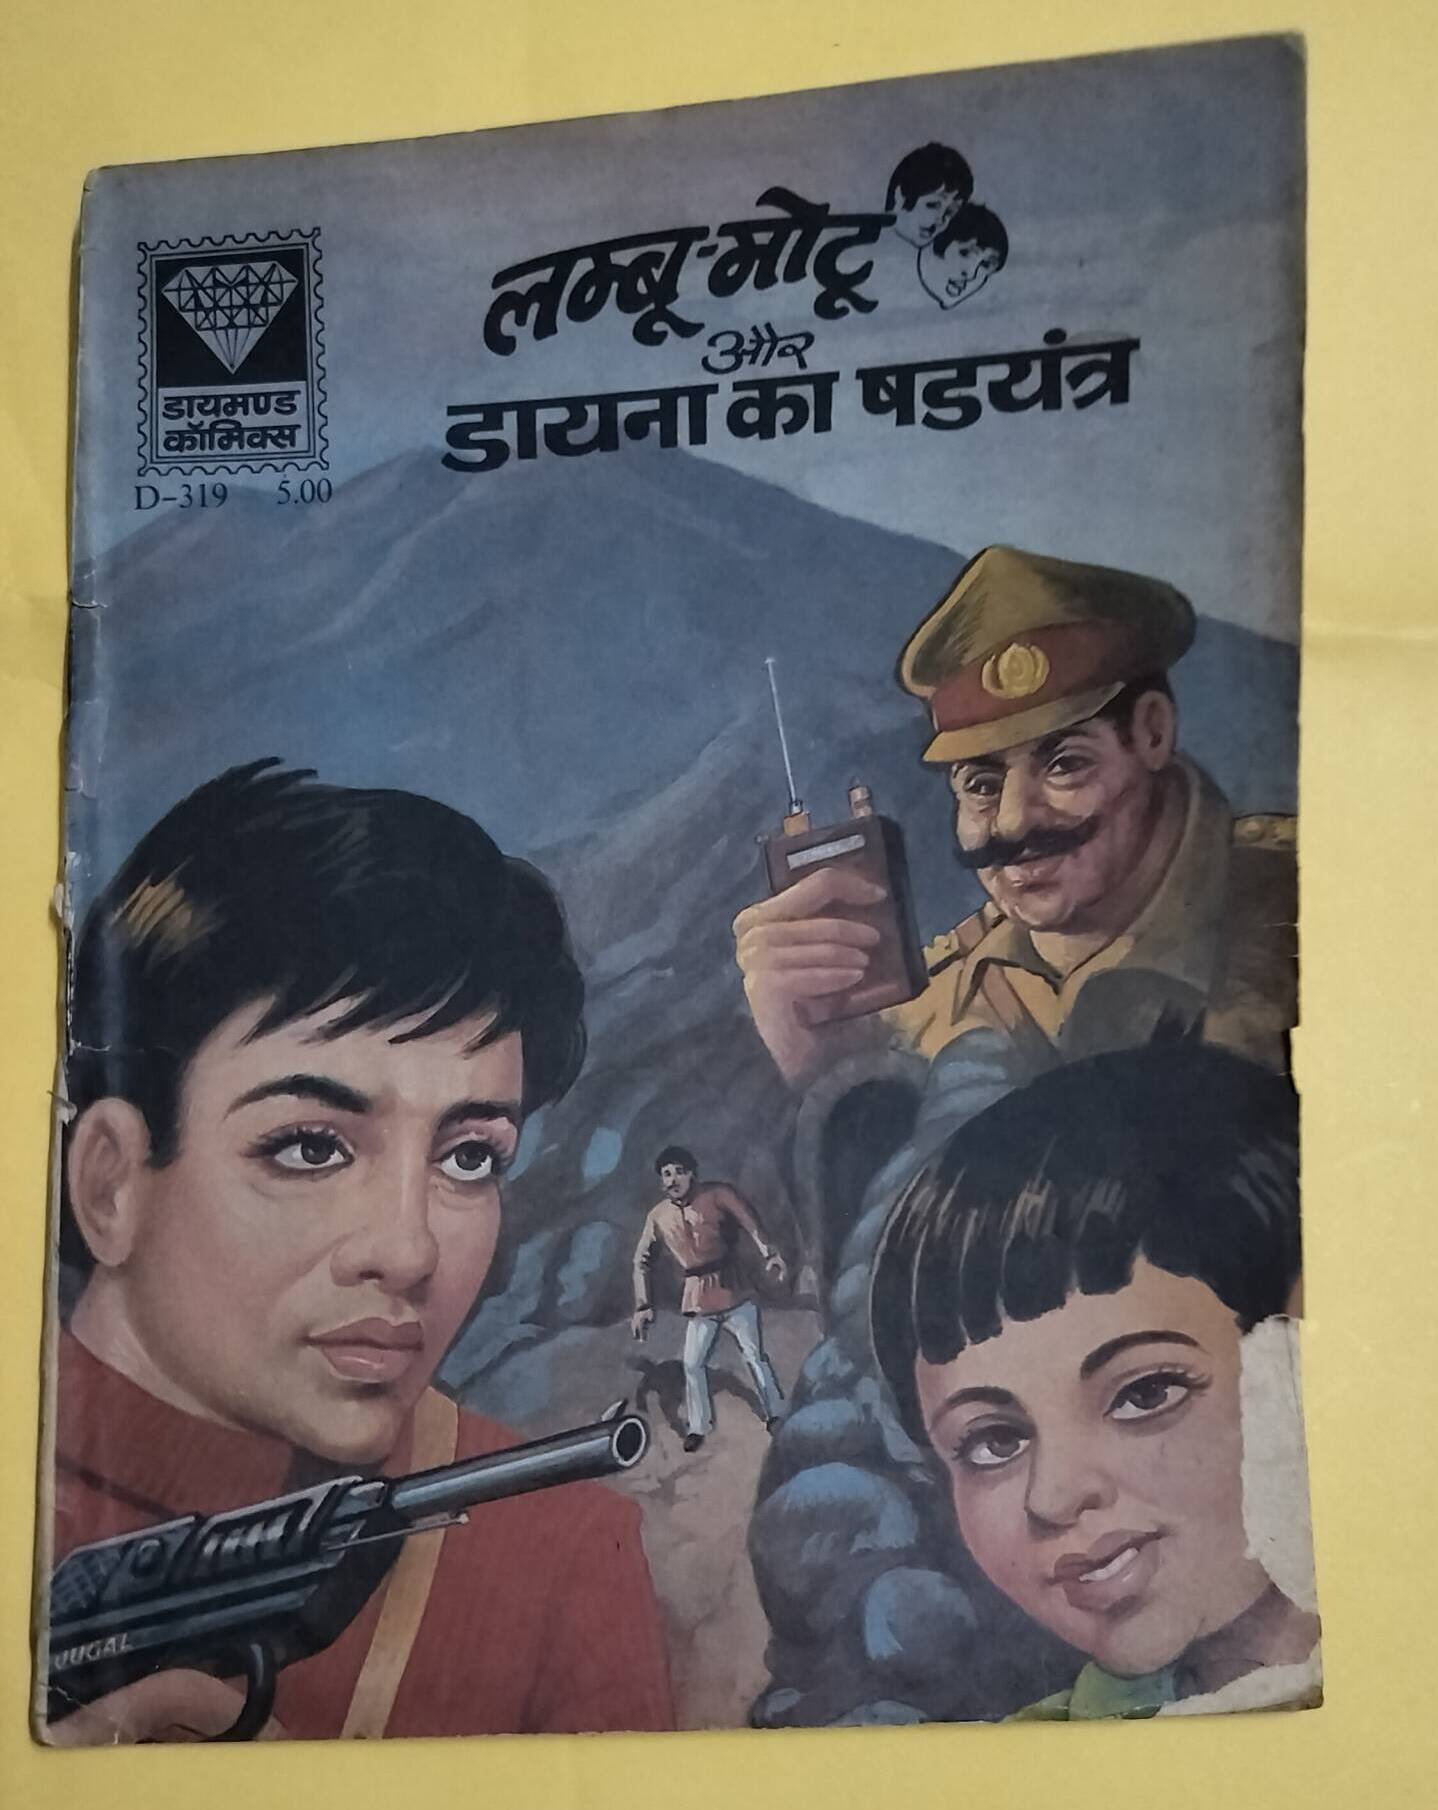 लम्बू-मोटू
और
डायना का षडयंत्र
डायमण्ड
कॉमिक्स
D-319 5.00
JUGAL